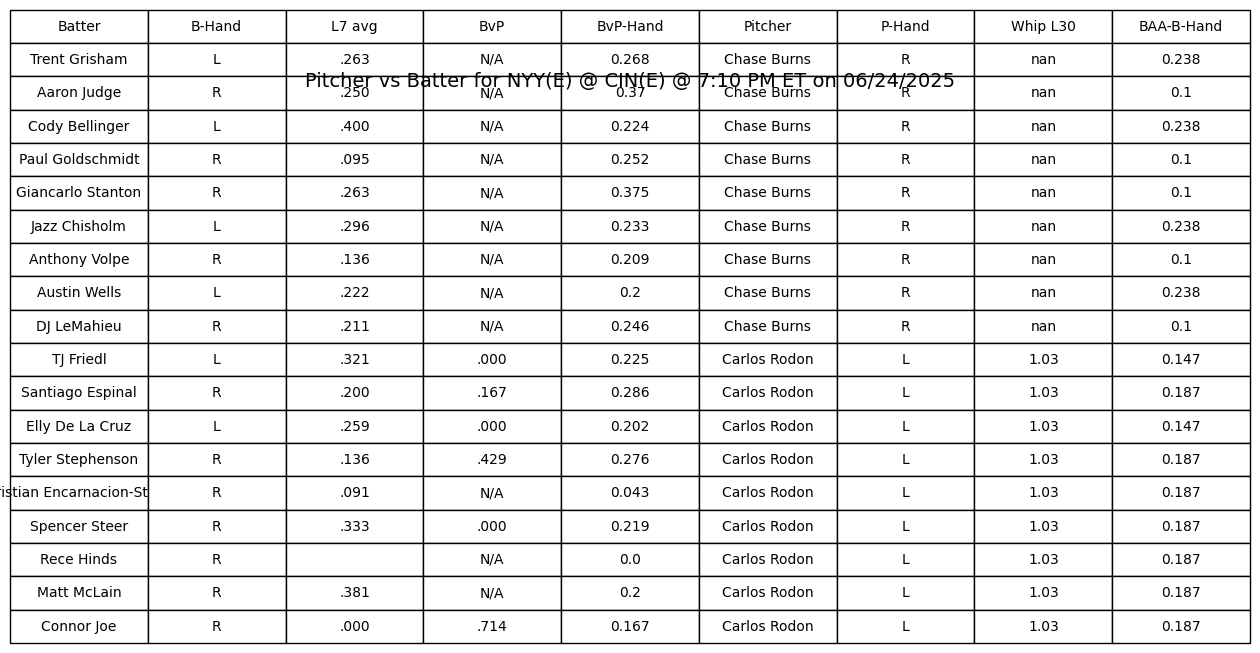 Batter B-Hand L7 avg BvP BvP-Hand Pitcher P-Hand Whip L30 BAA-B-Hand
Trent Grisham L .263 N/A 0.268 Chase Burns R nan 0.238
Pitcher vs Batter for NYY(E) @ CIN(E) @ 7:10 PM ET on 06/24/2025
Aaron Judge R .250 N/A 0.37 Chase Burns R nan 0.1
Cody Bellinger L .400 N/A 0.224 Chase Burns R nan 0.238
Paul Goldschmidt R .095 N/A 0.252 Chase Burns R nan 0.1
Giancarlo Stanton R .263 N/A 0.375 Chase Burns R nan 0.1
Jazz Chisholm L .296 N/A 0.233 Chase Burns R nan 0.238
Anthony Volpe R .136 N/A 0.209 Chase Burns R nan 0.1
Austin Wells L .222 N/A 0.2 Chase Burns R nan 0.238
DJ LeMahieu R .211 N/A 0.246 Chase Burns R nan 0.1
TJ Friedl L .321 .000 0.225 Carlos Rodon L 1.03 0.147
Santiago Espinal R .200 .167 0.286 Carlos Rodon L 1.03 0.187
Elly De La Cruz L .259 .000 0.202 Carlos Rodon L 1.03 0.147
Tyler Stephenson R .136 .429 0.276 Carlos Rodon L 1.03 0.187
istian Encarnacion-St R .091 N/A 0.043 Carlos Rodon L 1.03 0.187
Spencer Steer R .333 .000 0.219 Carlos Rodon L 1.03 0.187
Rece Hinds R N/A 0.0 Carlos Rodon L 1.03 0.187
Matt McLain R .381 N/A 0.2 Carlos Rodon L 1.03 0.187
Connor Joe R .000 .714 0.167 Carlos Rodon L 1.03 0.187